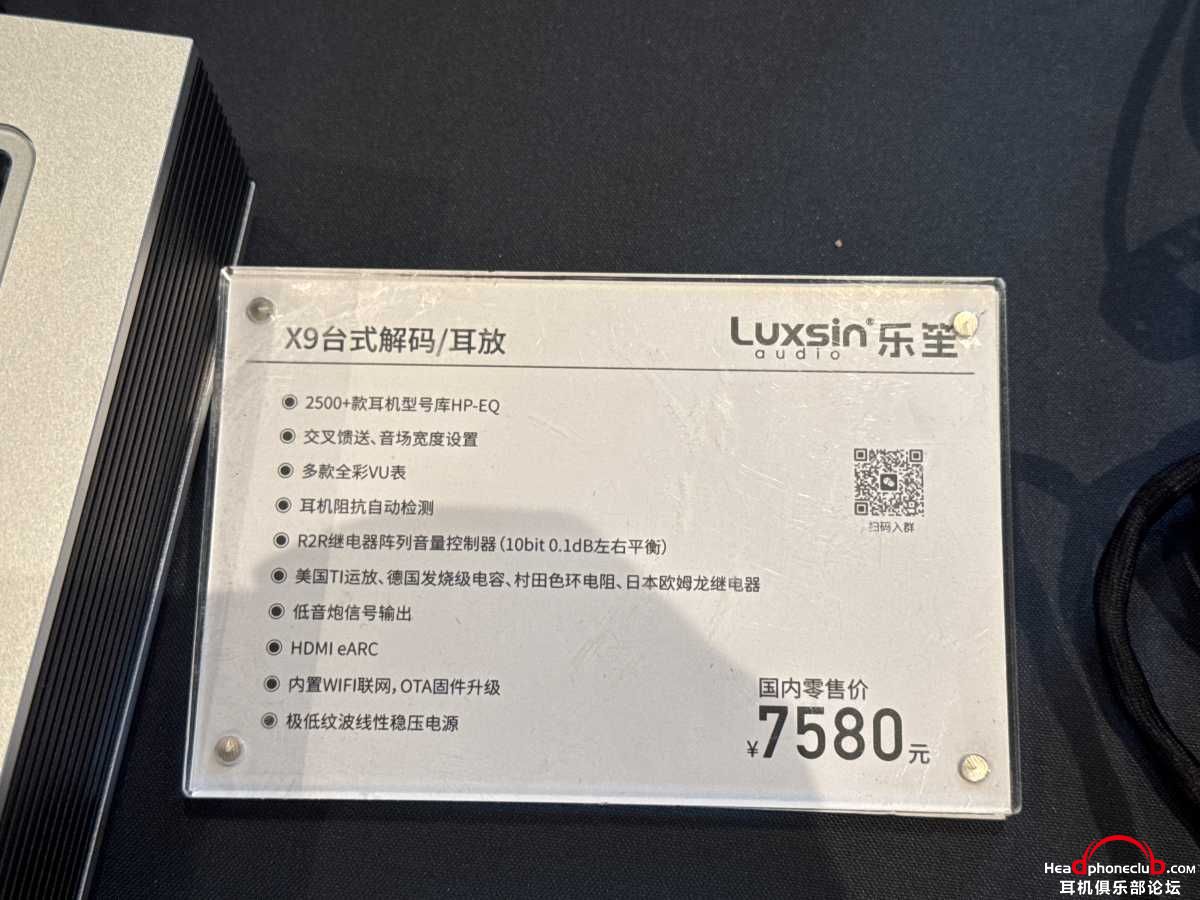 X9台式解码/耳放
Luxsin® 乐笙
audio
2500+款耳机型号库HP-EQ
交叉馈送、音场宽度设置
多款全彩VU表
耳机阻抗自动检测
R2R继电器阵列音量控制器(10bit 0.1dB左右平衡)
美国TI运放、德国发烧级电容、村田色环电阻、日本欧姆龙继电器
低音炮信号输出
HDMI eARC
内置WIFI联网,OTA固件升级
极低纹波线性稳压电源
扫码入群
国内零售价
¥7580元
Headphoneclub.com
耳机俱乐部论坛